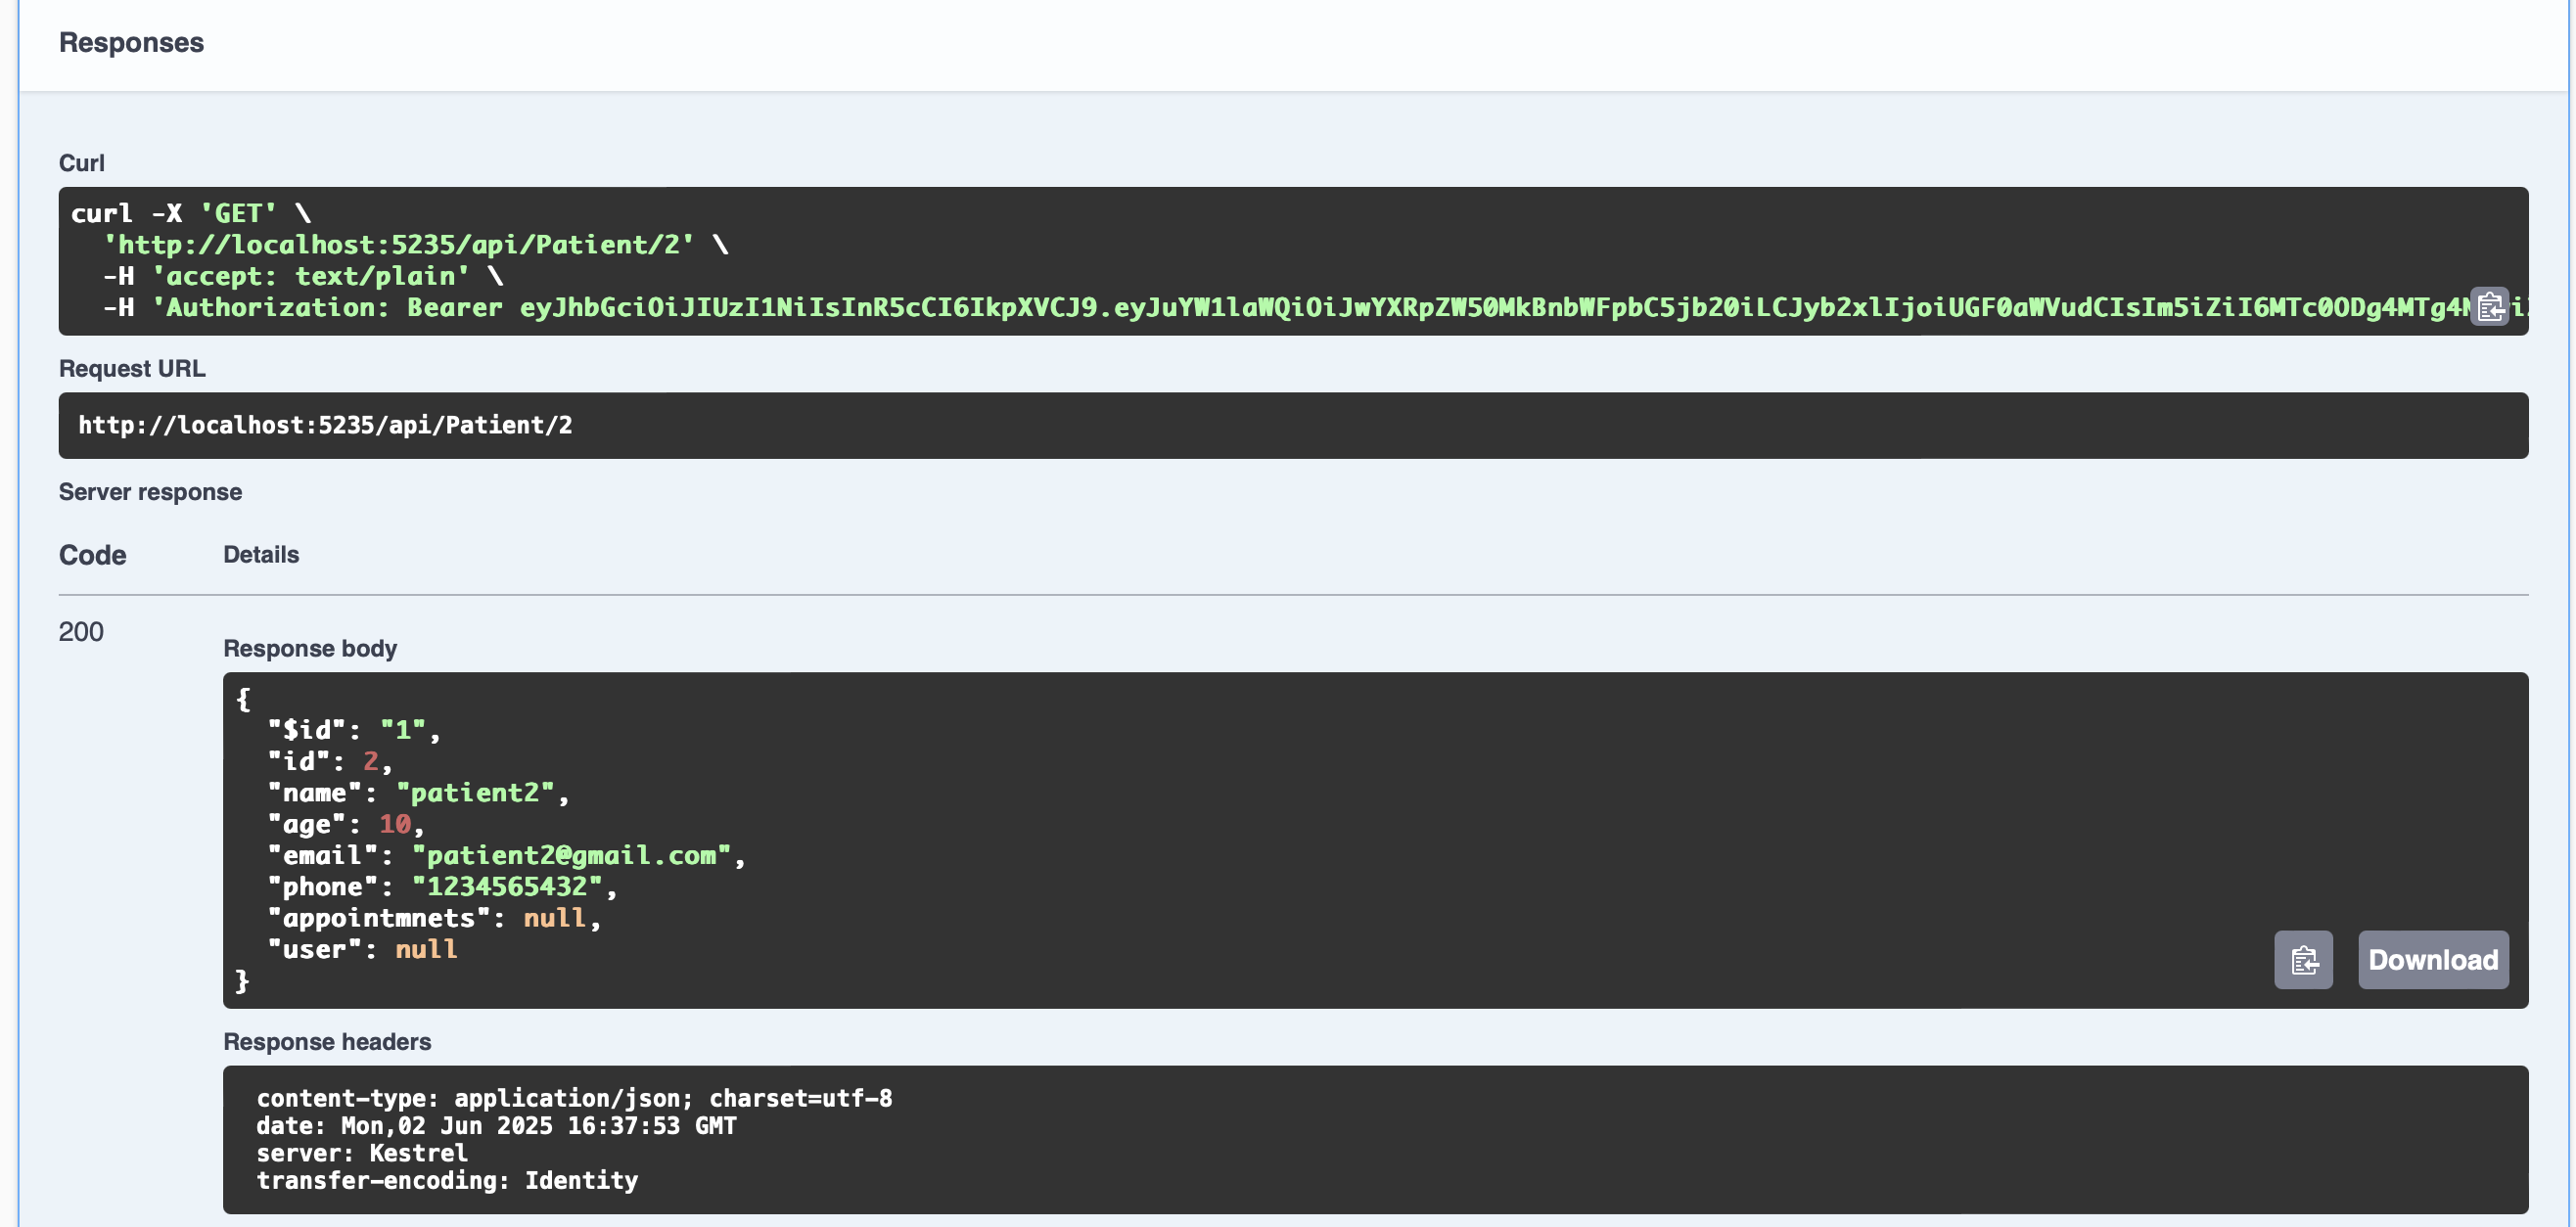 Responses
Curl
curl -X 'GET' \
'http://localhost:5235/api/Patient/2' \
-H 'accept: text/plain' \
-H 'Authorization: Bearer eyJhbGciOiJIUzI1NiIsInR5cCI6IkpXVCJ9.eyJuYW1laWQiOiJwYXRpZW50MkBnbWFpbC5jb20iLCJyb2xlIjoiUGF0aWVudCIsIm5iZiI6MTc0ODg4MTg4
Request URL
http://localhost:5235/api/Patient/2
Server response
Code Details
200
Response body
{
"$id": "1",
"id": 2,
"name": "patient2",
"age": 10,
"email": "patient2@gmail.com",
"phone": "1234565432",
"appointmnets": null,
"user": null
}
Download
Response headers
content-type: application/json; charset=utf-8
date: Mon,02 Jun 2025 16:37:53 GMT
server: Kestrel
transfer-encoding: Identity